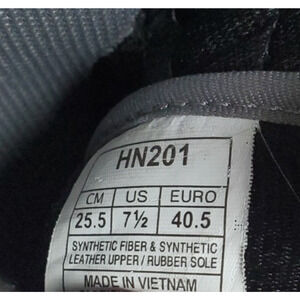 HN201
CM US EURO
25.5 7½ 40.5
SYNTHETIC FIBER & SYNTHETIC
LEATHER UPPER / RUBBER SOLE
MADE IN VIETNAM